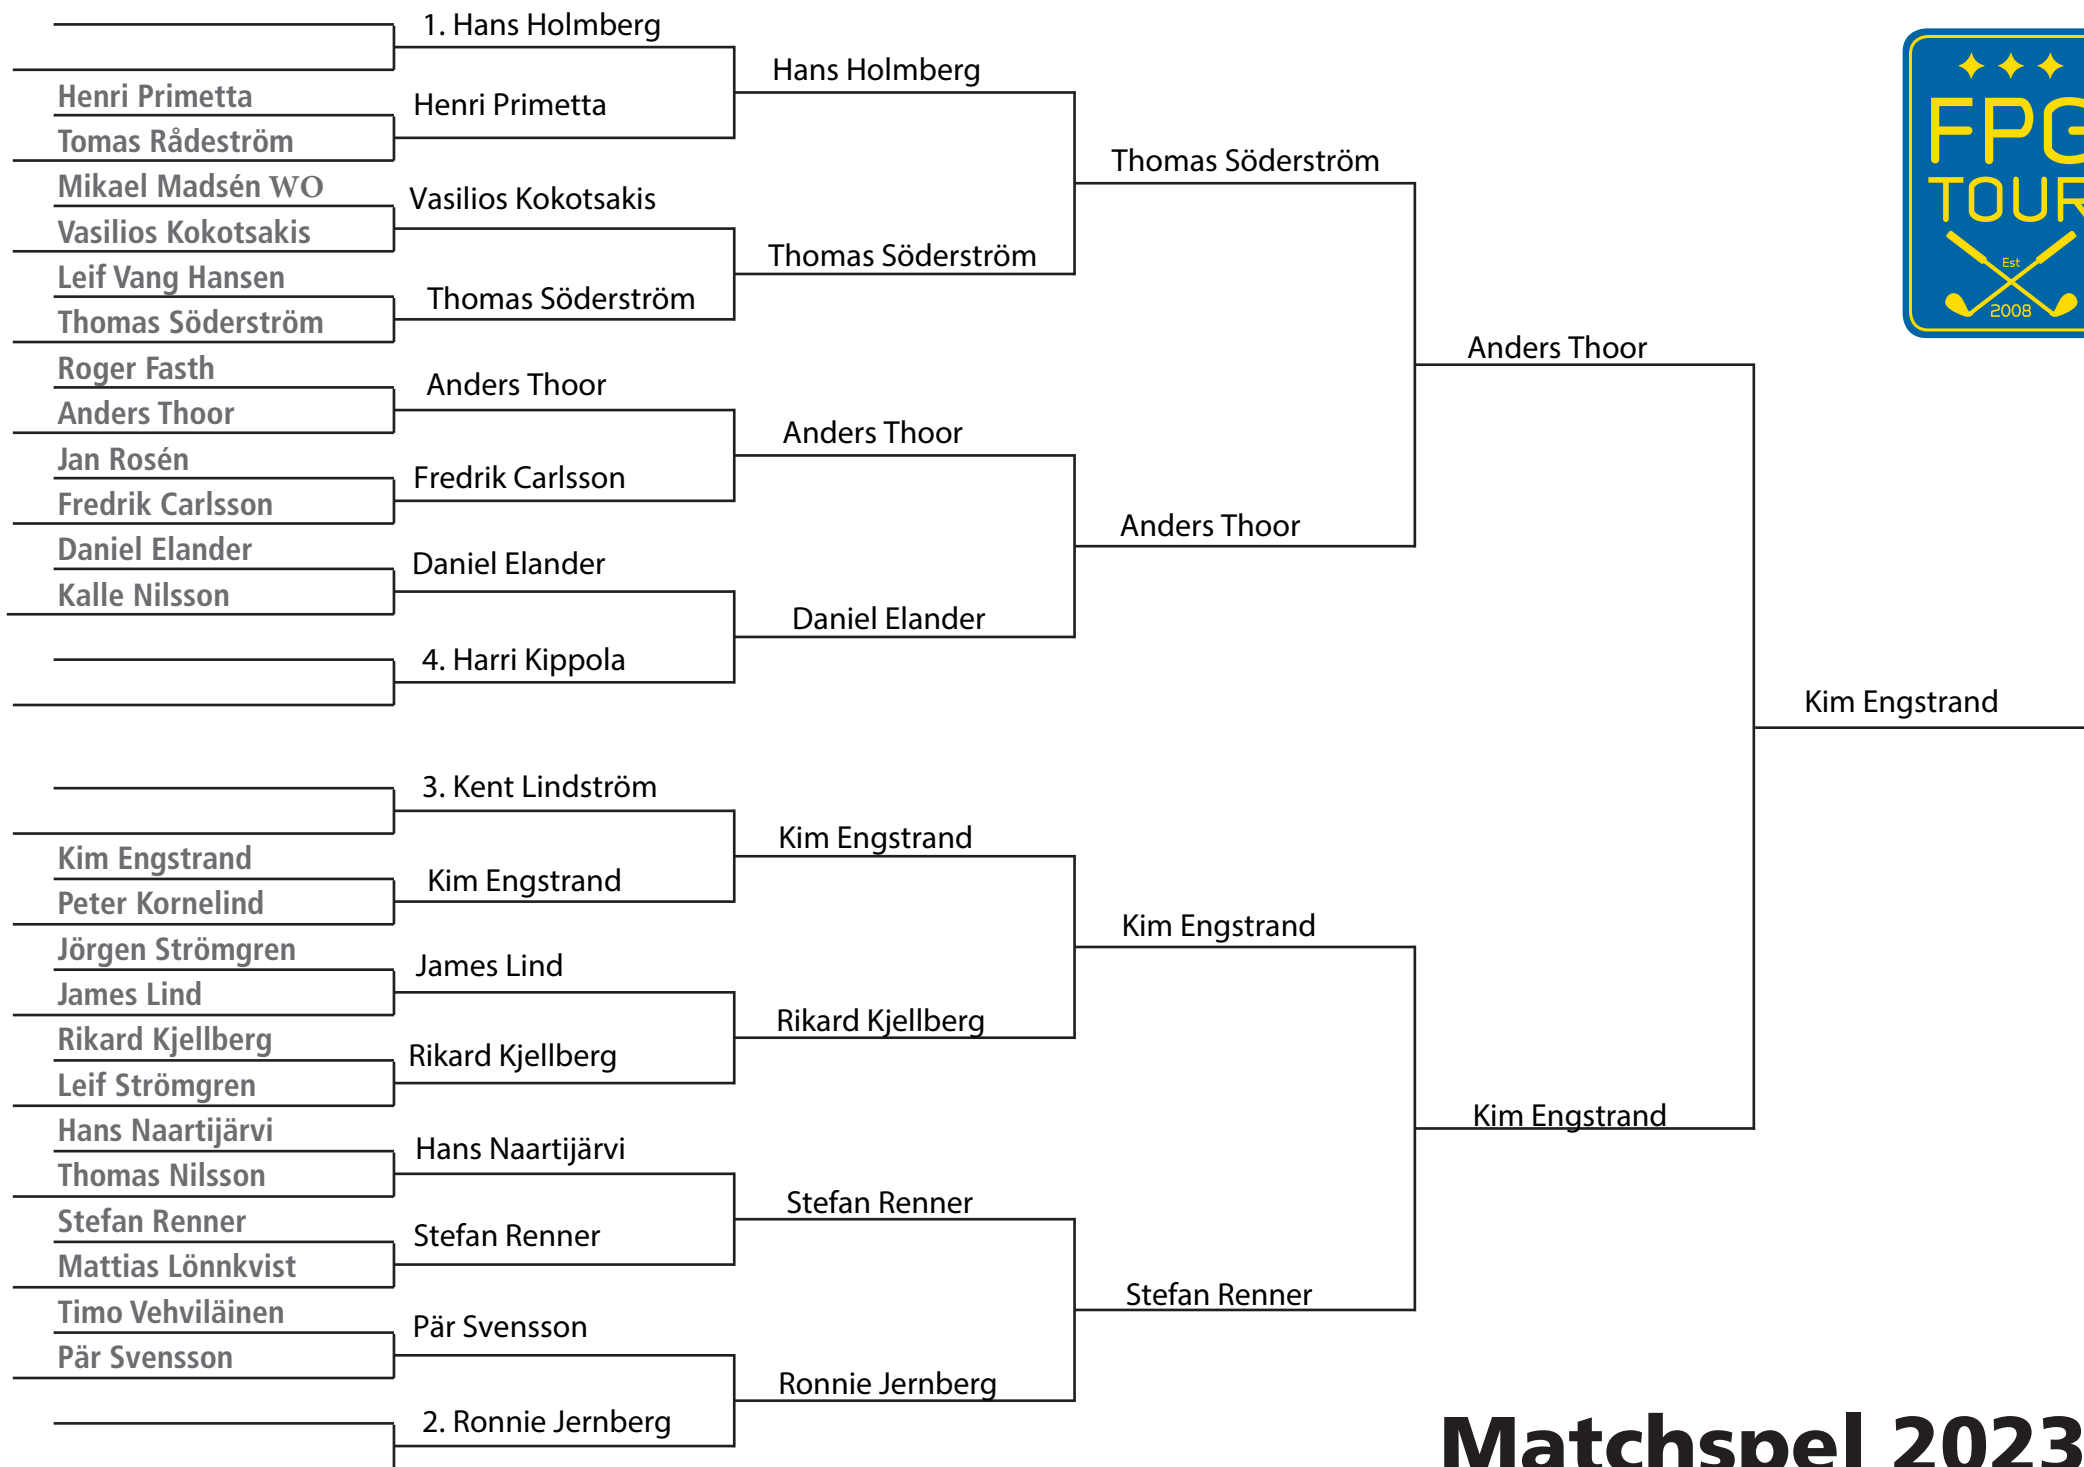 1. Hans Holmberg
Henri Primetta
Tomas Rådeström
Mikael Madsén WO
Vasilios Kokotsakis
Leif Vang Hansen
Thomas Söderström
Roger Fasth
Anders Thoor
Jan Rosén
Fredrik Carlsson
Daniel Elander
Kalle Nilsson
Henri Primetta
Vasilios Kokotsakis
Thomas Söderström
Anders Thoor
Fredrik Carlsson
Daniel Elander
4. Harri Kippola
Hans Holmberg
Thomas Söderström
Anders Thoor
Daniel Elander
Thomas Söderström
Anders Thoor
Anders Thoor
FPG
TOUR
Est
2008
Kim Engstrand
3. Kent Lindström
Kim Engstrand
Peter Kornelind
Jörgen Strömgren
James Lind
Rikard Kjellberg
Leif Strömgren
Hans Naartijärvi
Thomas Nilsson
Stefan Renner
Mattias Lönnkvist
Timo Vehviläinen
Pär Svensson
Kim Engstrand
James Lind
Rikard Kjellberg
Hans Naartijärvi
Stefan Renner
Pär Svensson
2. Ronnie Jernberg
Kim Engstrand
Rikard Kjellberg
Stefan Renner
Ronnie Jernberg
Kim Engstrand
Stefan Renner
Kim Engstrand
Matchspel 2023